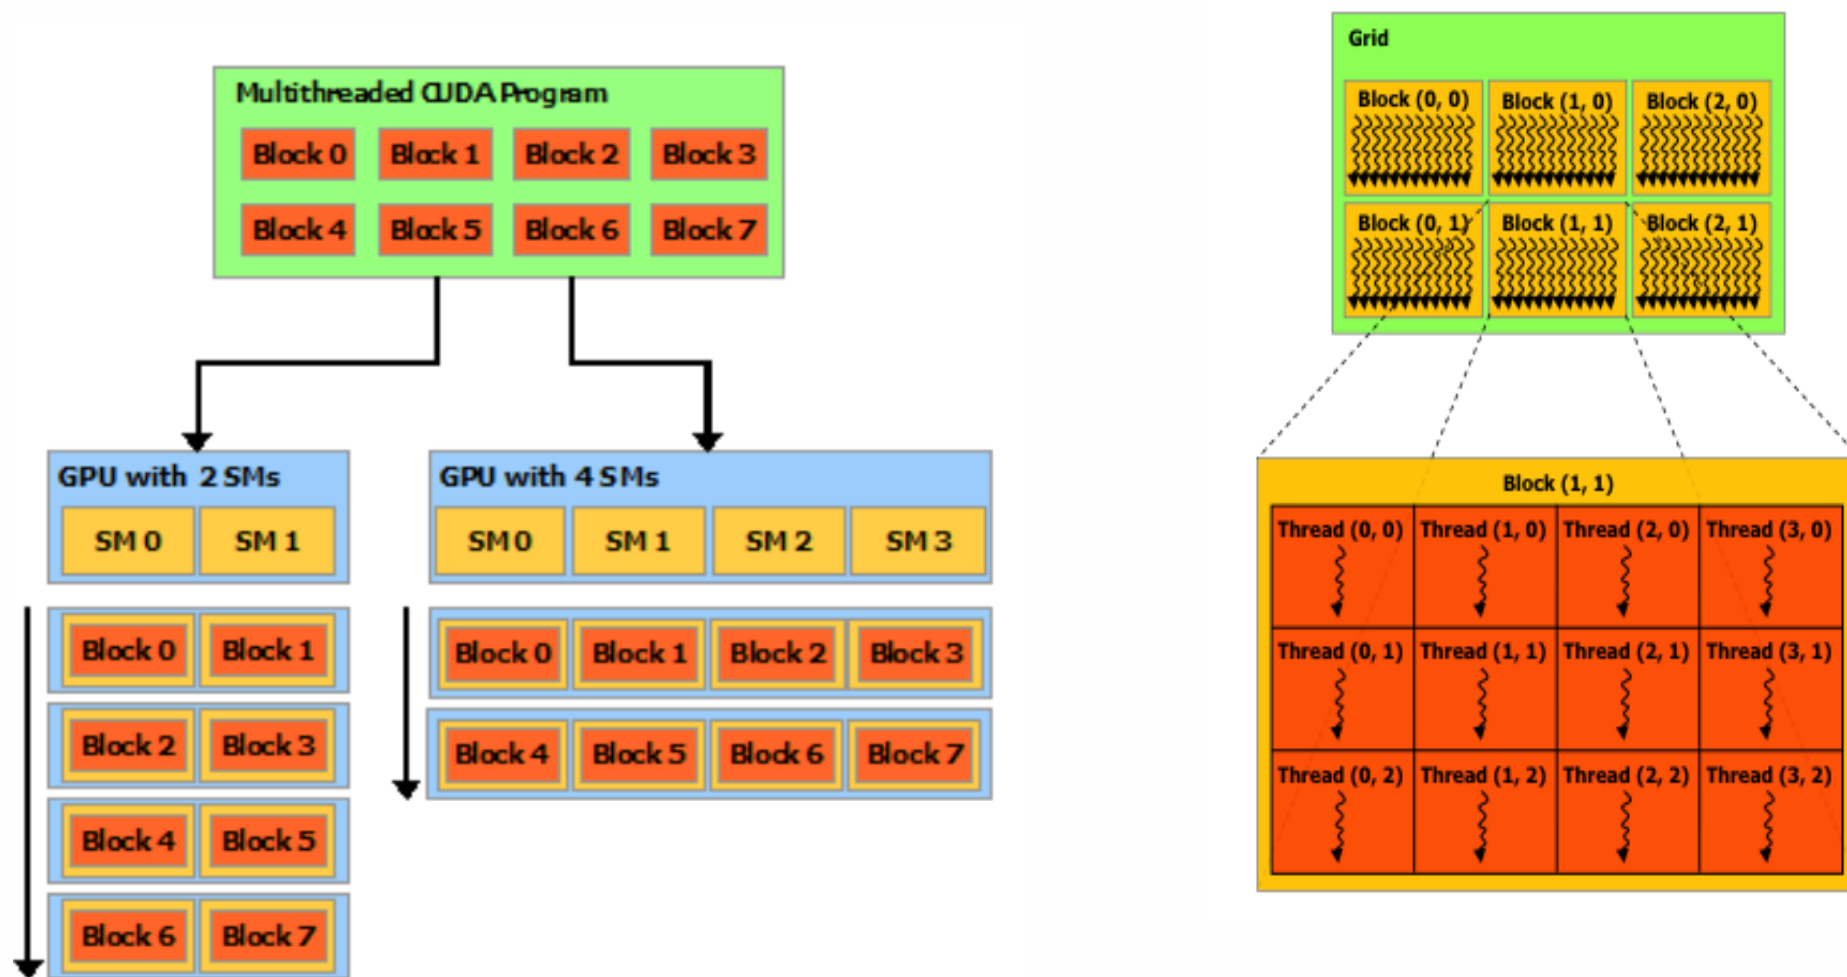 Multithreaded CUDA Program
Block 0 Block 1 Block 2 Block 3
Block 4 Block 5 Block 6 Block 7
GPU with 2 SMs
SM 0 SM 1
Block 0 Block 1
Block 2 Block 3
Block 4 Block 5
Block 6 Block 7
GPU with 4 SMs
SM 0 SM 1 SM 2 SM 3
Block 0 Block 1 Block 2 Block 3
Block 4 Block 5 Block 6 Block 7
Grid
Block (0, 0) Block (1, 0) Block (2, 0)
Block (0, 1) Block (1, 1) Block (2, 1)
Block (1, 1)
Thread (0, 0) Thread (1, 0) Thread (2, 0) Thread (3, 0)
Thread (0, 1) Thread (1, 1) Thread (2, 1) Thread (3, 1)
Thread (0, 2) Thread (1, 2) Thread (2, 2) Thread (3, 2)